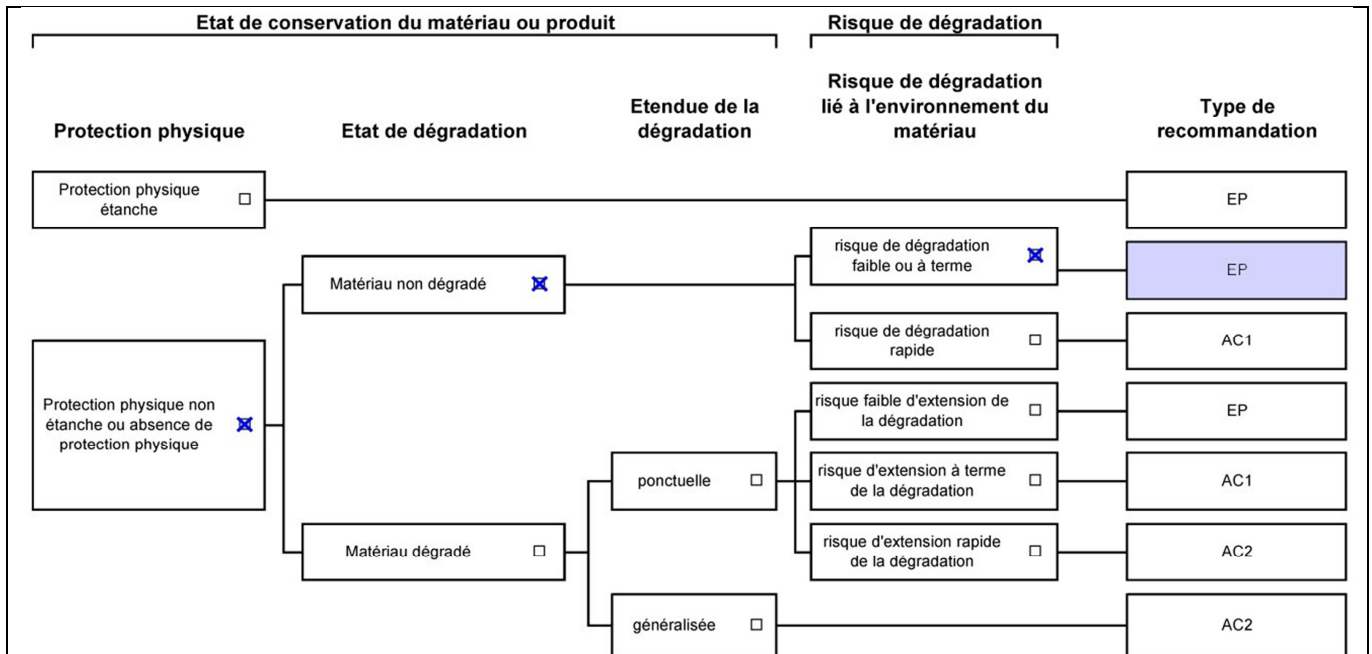 Etat de conservation du matériau ou produit
Risque de dégradation
Protection physique
Etat de dégradation
Etendue de la
dégradation
Risque de dégradation
lié à l'environnement du
matériau
Type de
recommandation
Protection physique
étanche
EP
Matériau non dégradé
risque de dégradation
faible ou à terme
EP
risque de dégradation
rapide
AC1
Protection physique non
étanche ou absence de
protection physique
risque faible d'extension de
la dégradation
EP
ponctuelle
risque d'extension à terme
de la dégradation
AC1
Matériau dégradé
risque d'extension rapide
de la dégradation
AC2
généralisée
AC2